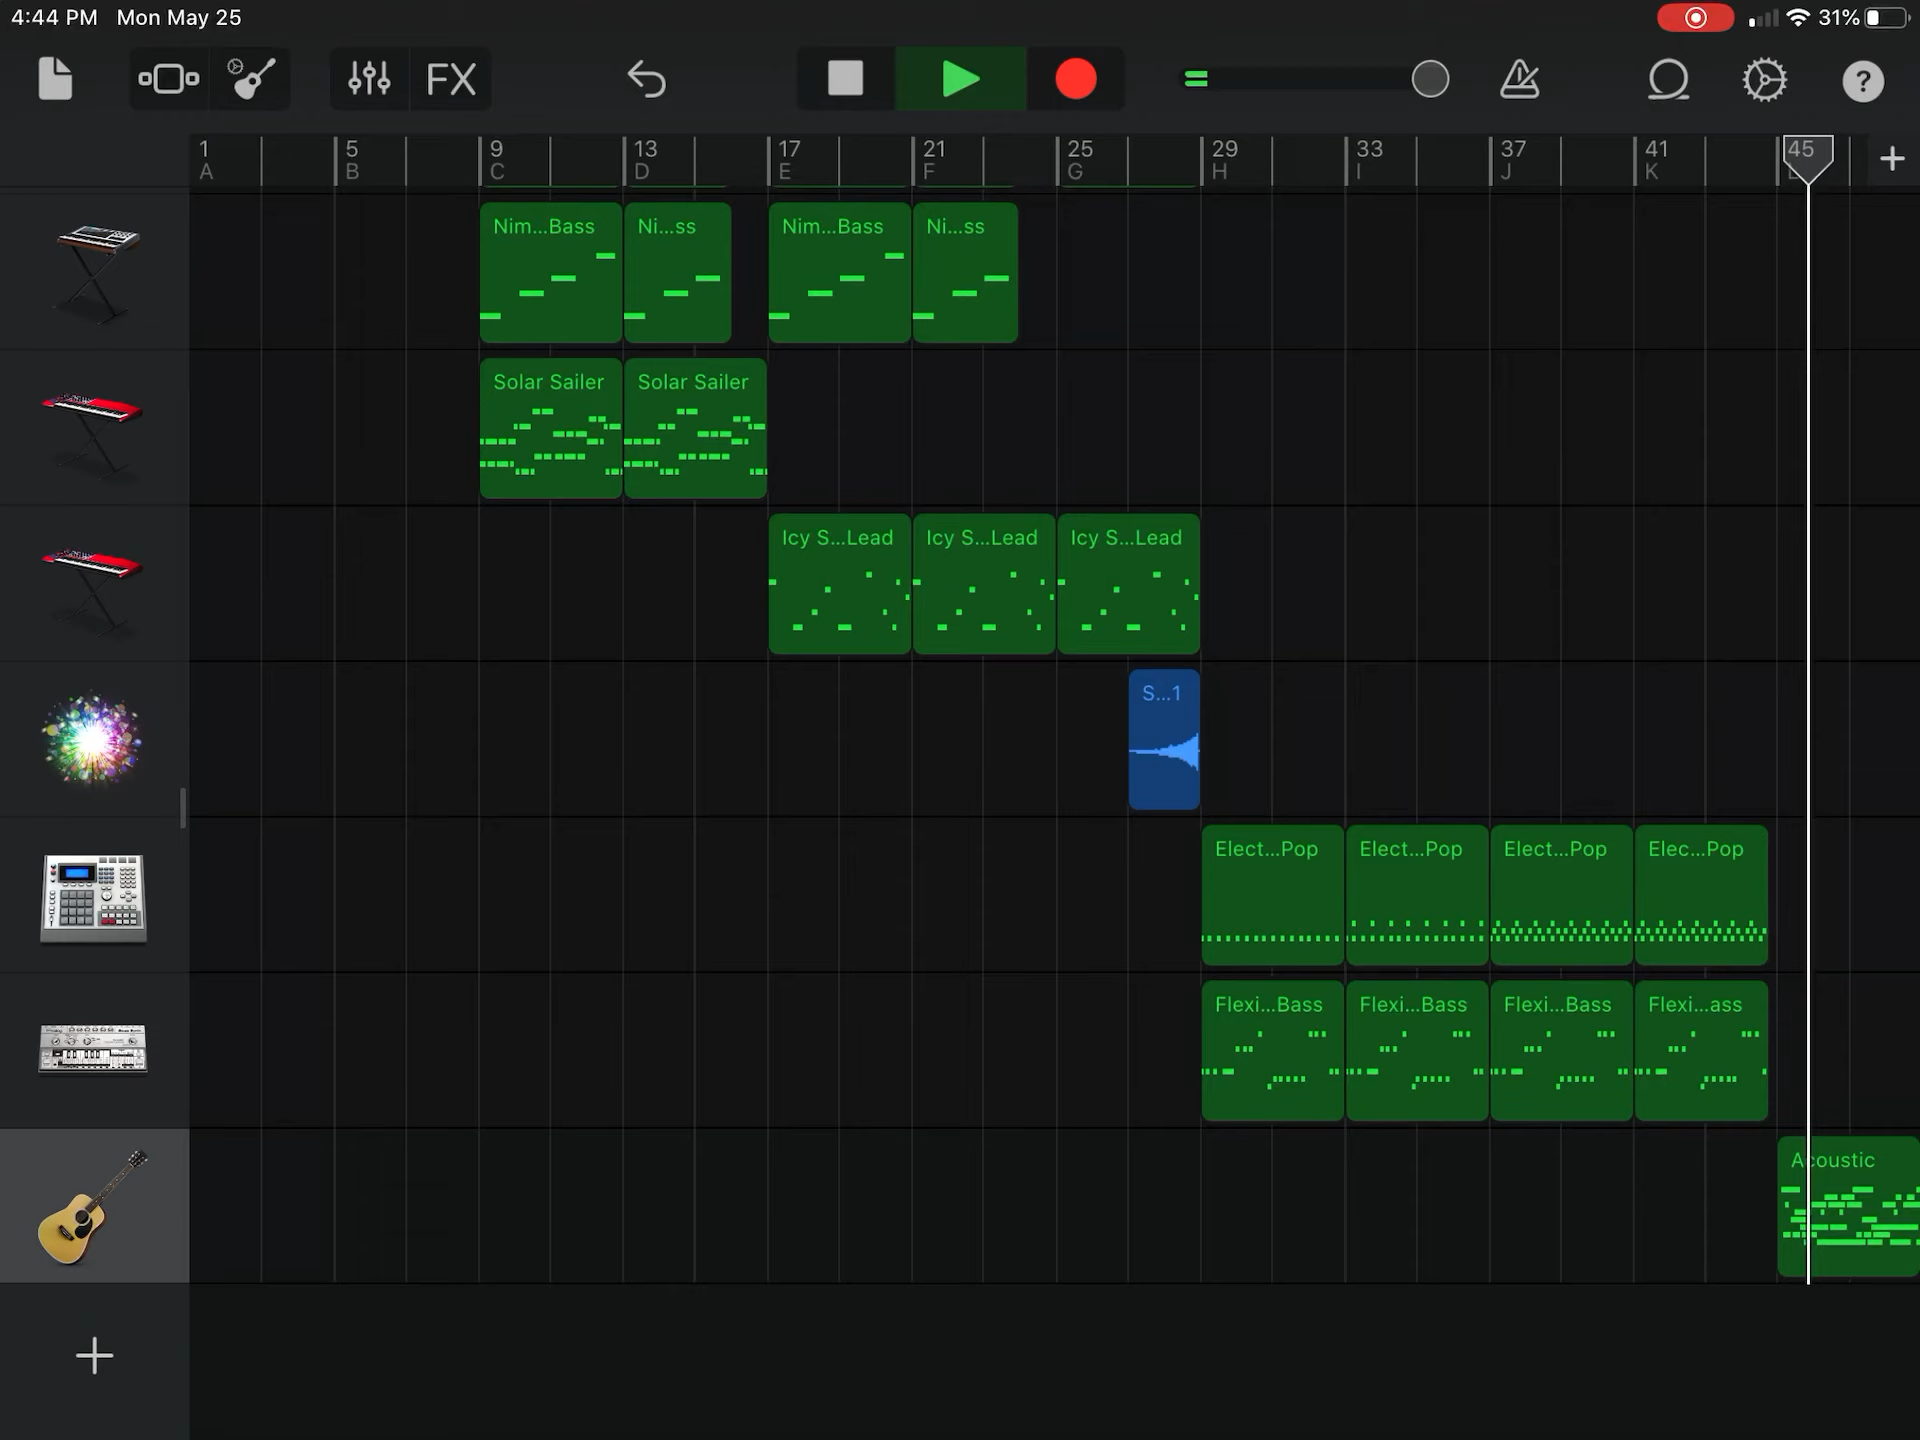 4:44 PM Mon May 25
31%
FX
?
1 5 9 13 17 21 25 29 33 37 41 45
A B C D E F G H I J K
Nim...Bass Ni...ss Nim...Bass Ni...ss
Solar Sailer Solar Sailer
Icy S...Lead Icy S...Lead Icy S...Lead
S...1
Elect...Pop Elect...Pop Elect...Pop Elec...Pop
Flexi...Bass Flexi...Bass Flexi...Bass Flexi...ass
Acoustic